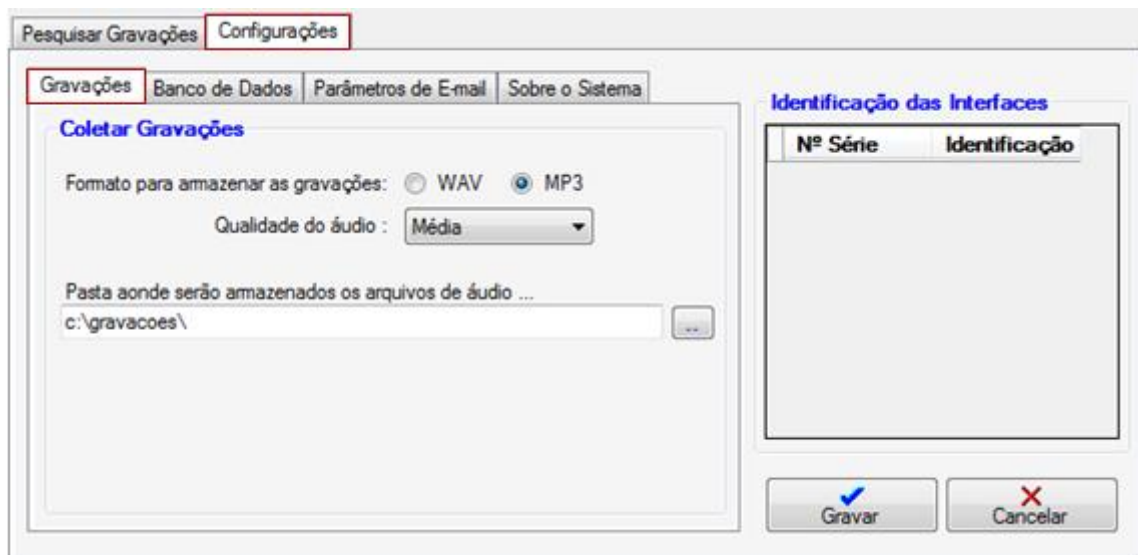 Pesquisar Gravações Configurações
Gravações Banco de Dados Parâmetros de E-mail Sobre o Sistema
Coletar Gravações
Formato para armazenar as gravações: WAV MP3
Qualidade do áudio : Média
Pasta aonde serão armazenados os arquivos de áudio ...
c:\gravacoes\ ..
Identificação das Interfaces
Nº Série Identificação
Gravar Cancelar